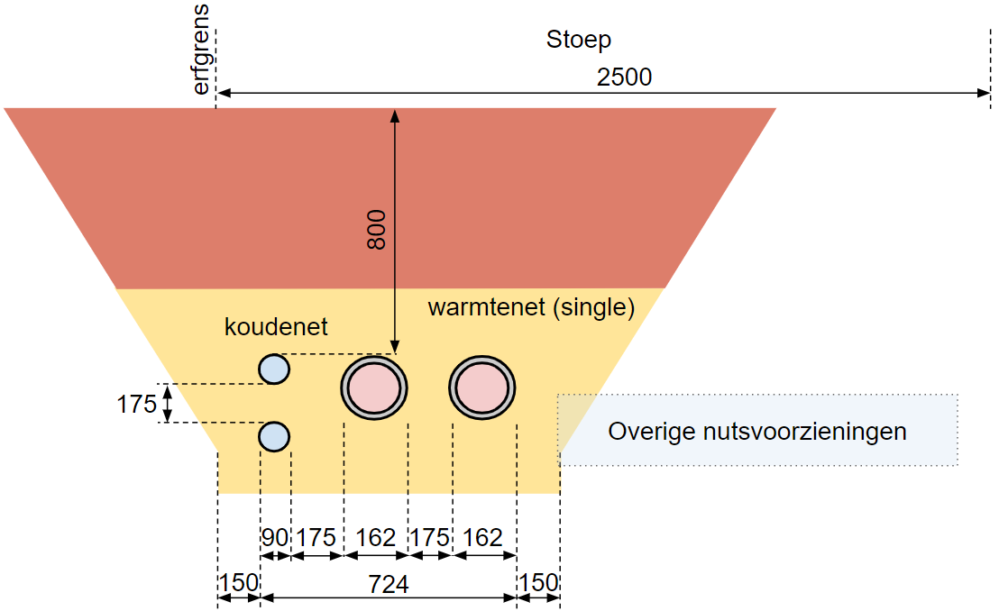 erfgrens
Stoep
2500
800
warmtenet (single)
koudenet
175
Overige nutsvoorzieningen
90 175 162 175 162
150 724 150